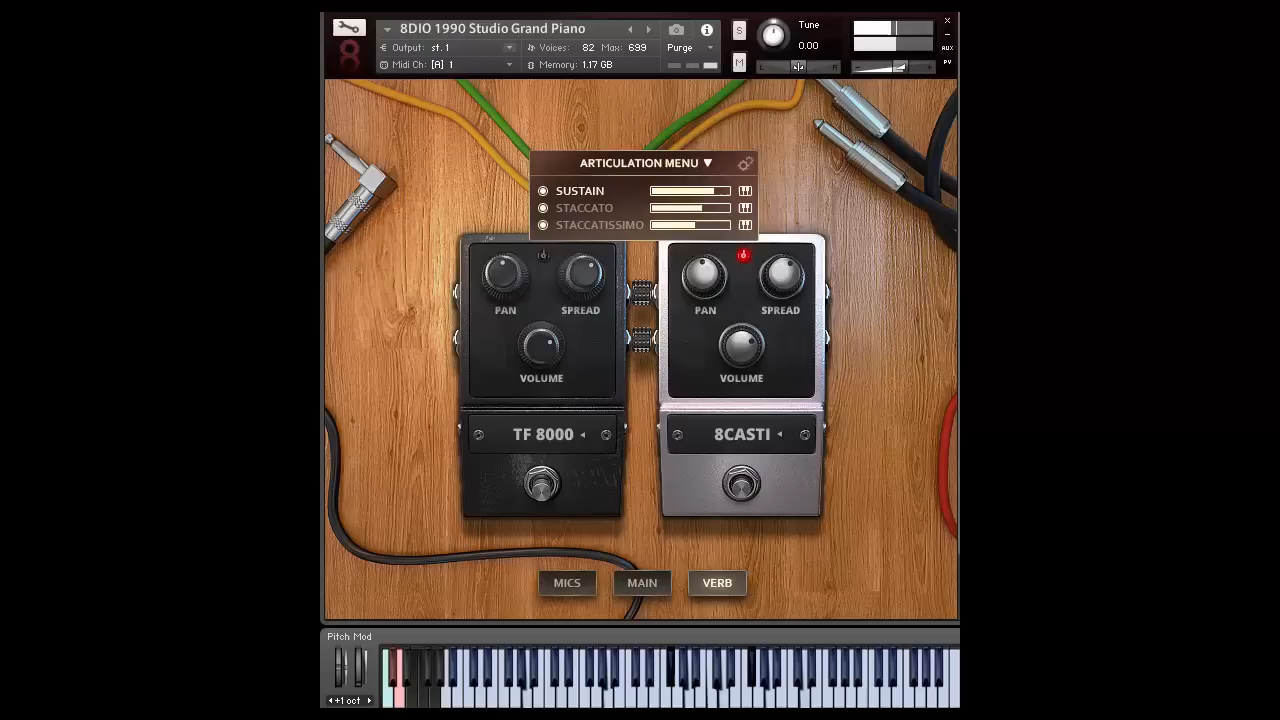 8DIO 1990 Studio Grand Piano
Output: st.1 Voices: 82 Max: 699 Purge
Midi Ch: [A] 1 Memory: 1.17 GB
S
M
Tune
0.00
L R
AUX
PV
8
ARTICULATION MENU ▼
SUSTAIN
STACCATO
STACCATISSIMO
PAN SPREAD PAN SPREAD
VOLUME VOLUME
TF 8000 8CASTI
MICS MAIN VERB
Pitch Mod
+1 oct